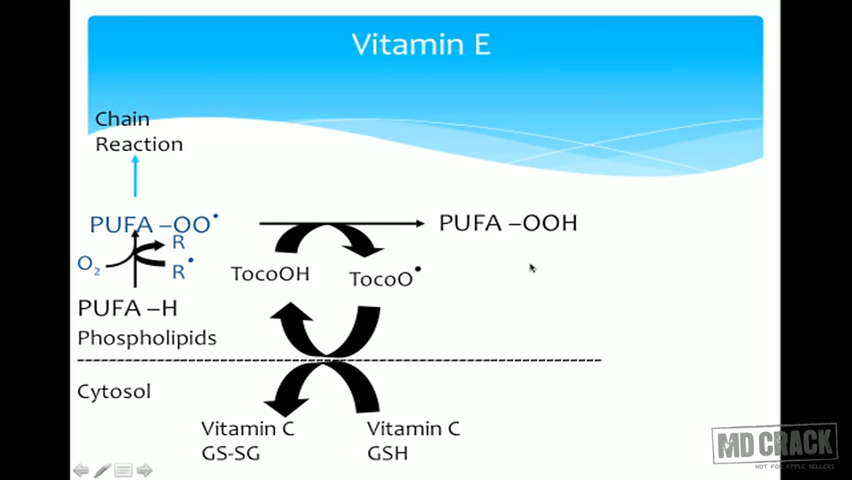 Vitamin E
Chain
Reaction
PUFA –OO•
PUFA –OOH
R
O2
R•
TocoOH
TocoO•
PUFA –H
Phospholipids
Cytosol
Vitamin C
Vitamin C
GS-SG
GSH
MD CRACK
NOT FOR APPLE SELLERS